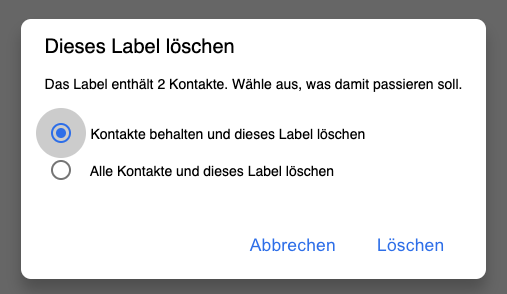 Dieses Label löschen
Das Label enthält 2 Kontakte. Wähle aus, was damit passieren soll.
Kontakte behalten und dieses Label löschen
Alle Kontakte und dieses Label löschen
Abbrechen Löschen